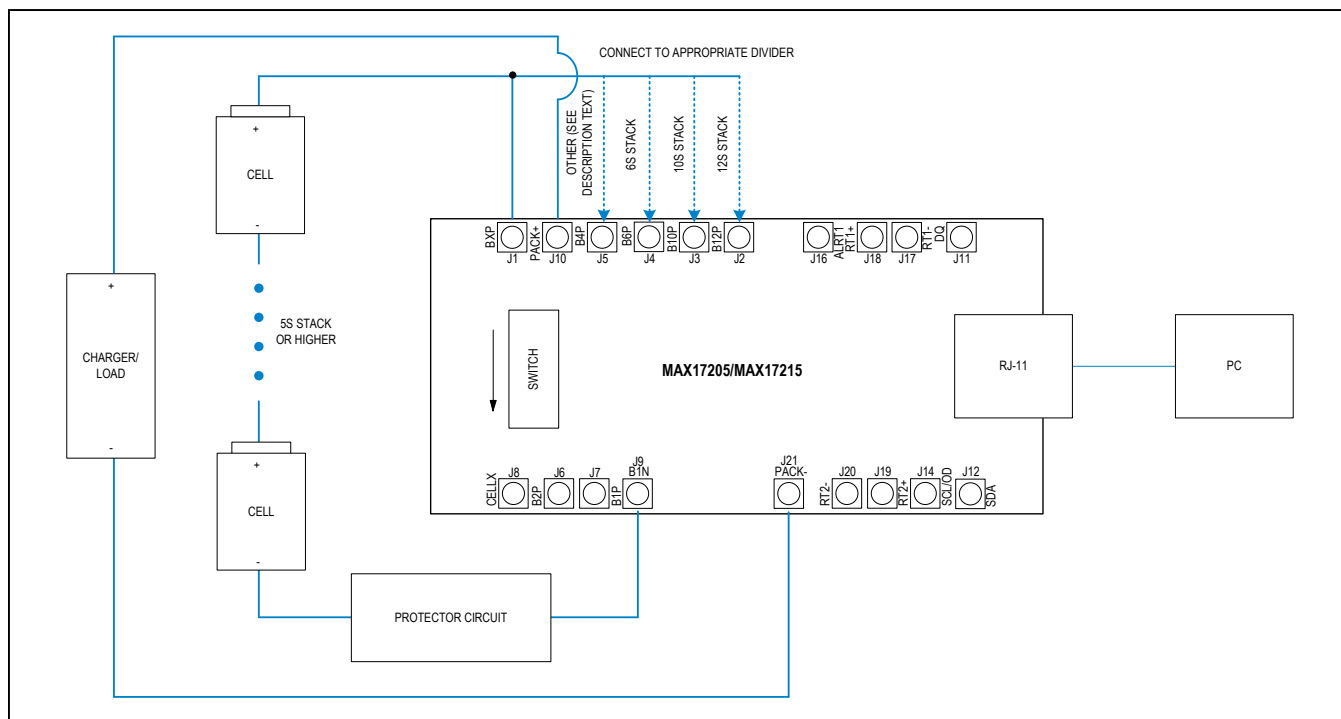 CONNECT TO APPROPRIATE DIVIDER
OTHER (SEE
DESCRIPTION TEXT)
6S STACK
10S STACK
12S STACK
+
CELL
-
BXP
J1
PACK+
J10
B4P
J5
B6P
J4
B10P
J3
B12P
J2
J16
ALRT1
RT1+
J18
J17
RT1-
DQ
J11
+
CHARGER/
LOAD
-
5S STACK
OR HIGHER
SWITCH
MAX17205/MAX17215
RJ-11
PC
+
CELL
-
CELLX
J8
B2P
J6
J7
B1P
J9
B1N
J21
PACK-
RT2-
J20
J19
RT2+
J14
SCL/OD
J12
SDA
PROTECTOR CIRCUIT